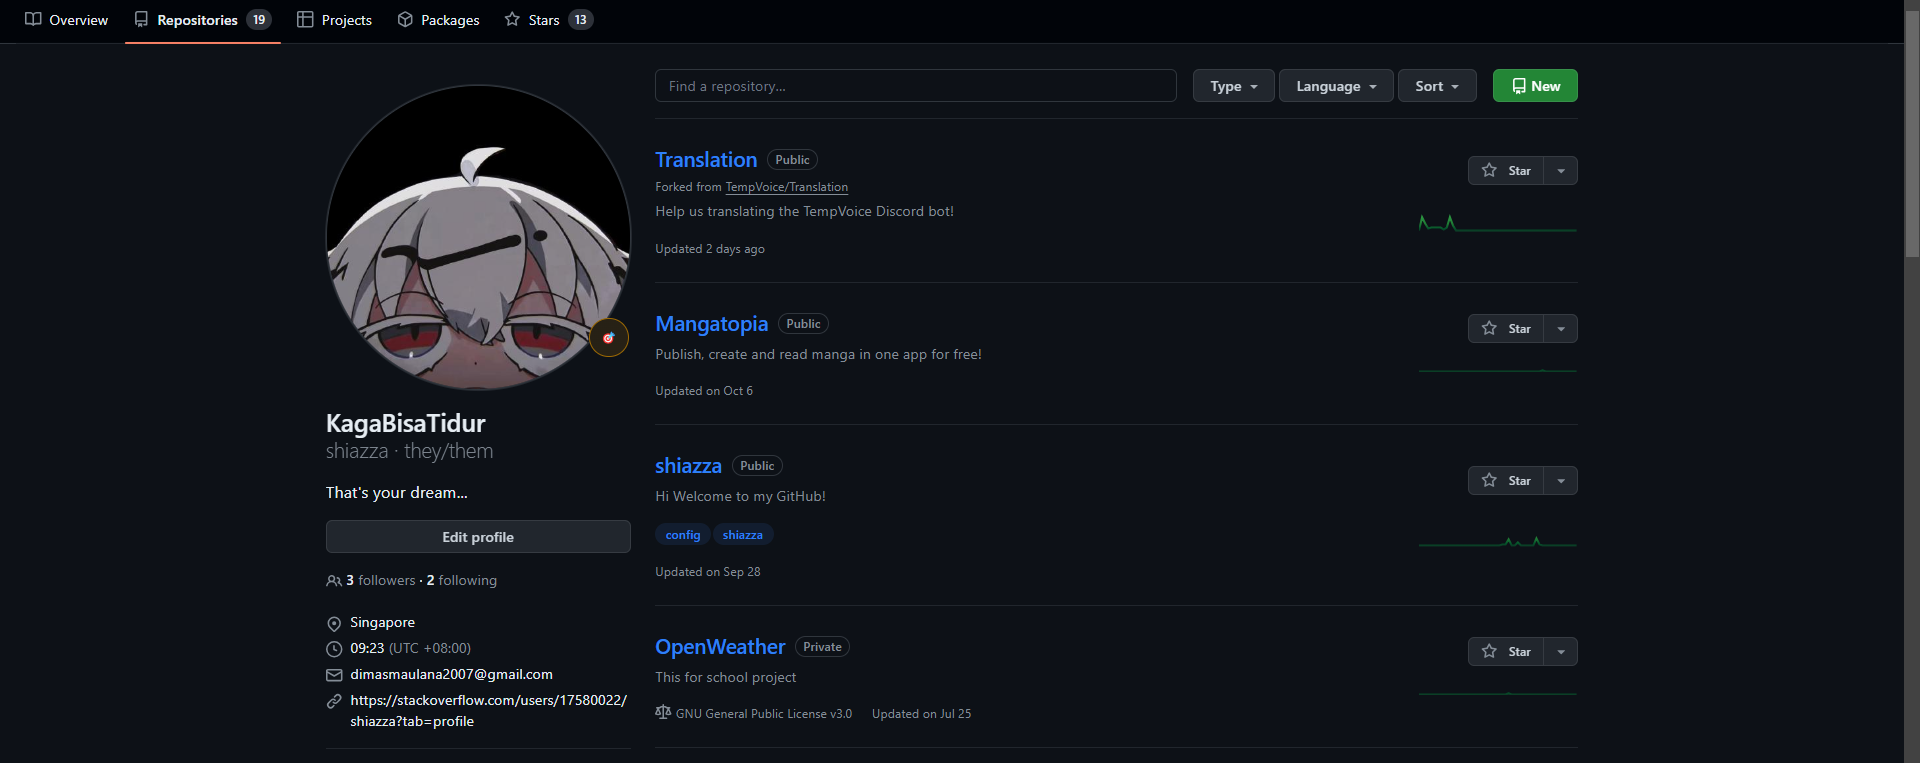 Overview
Repositories 19
Projects
Packages
Stars 13
Find a repository...
Type
Language
Sort
New
KagaBisaTidur
shiazza · they/them
That's your dream...
Edit profile
3 followers · 2 following
Singapore
09:23 (UTC +08:00)
dimasmaulana2007@gmail.com
https://stackoverflow.com/users/17580022/
shiazza?tab=profile
Translation Public
Star
Forked from TempVoice/Translation
Help us translating the TempVoice Discord bot!
Updated 2 days ago
Mangatopia Public
Star
Publish, create and read manga in one app for free!
Updated on Oct 6
shiazza Public
Star
Hi Welcome to my GitHub!
config shiazza
Updated on Sep 28
OpenWeather Private
Star
This for school project
GNU General Public License v3.0 Updated on Jul 25